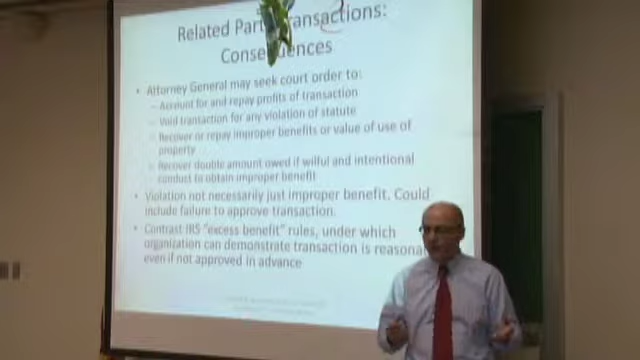 Related Party Transactions:
Consequences
• Attorney General may seek court order to:
– Account for and repay profits of transaction
– Void transaction for any violation of statute
– Recover or repay improper benefits or value of use of
property
– Recover double amount owed if wilful and intentional
conduct to obtain improper benefit
• Violation not necessarily just improper benefit. Could
include failure to approve transaction.
• Contrast IRS “excess benefit” rules, under which
organization can demonstrate transaction is reasona
even if not approved in advance